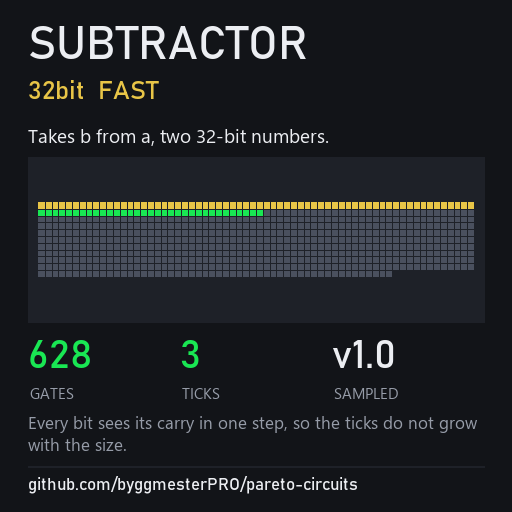 SUBTRACTOR
32bit FAST
Takes b from a, two 32-bit numbers.
628 3 v1.0
GATES TICKS SAMPLED
Every bit sees its carry in one step, so the ticks do not grow
with the size.
github.com/byggmesterPRO/pareto-circuits